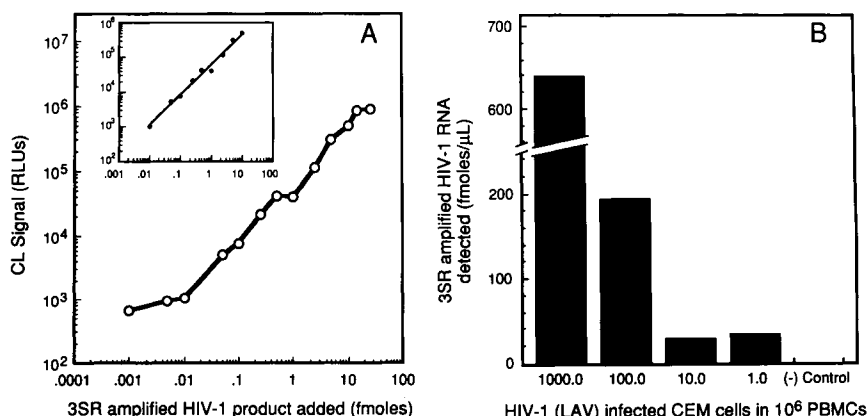 A
CL Signal (RLUs)
10^7
10^6
10^5
10^4
10^3
10^2
.0001 .001 .01 .1 1 10 100
3SR amplified HIV-1 product added (fmoles)
10^6
10^5
10^4
10^3
10^2
.001 .01 .1 1 10 100
B
3SR amplified HIV-1 RNA
detected (fmoles/μL)
700
600
200
100
0
1000.0 100.0 10.0 1.0 (-) Control
HIV-1 (LAV) infected CEM cells in 10^6 PBMCs